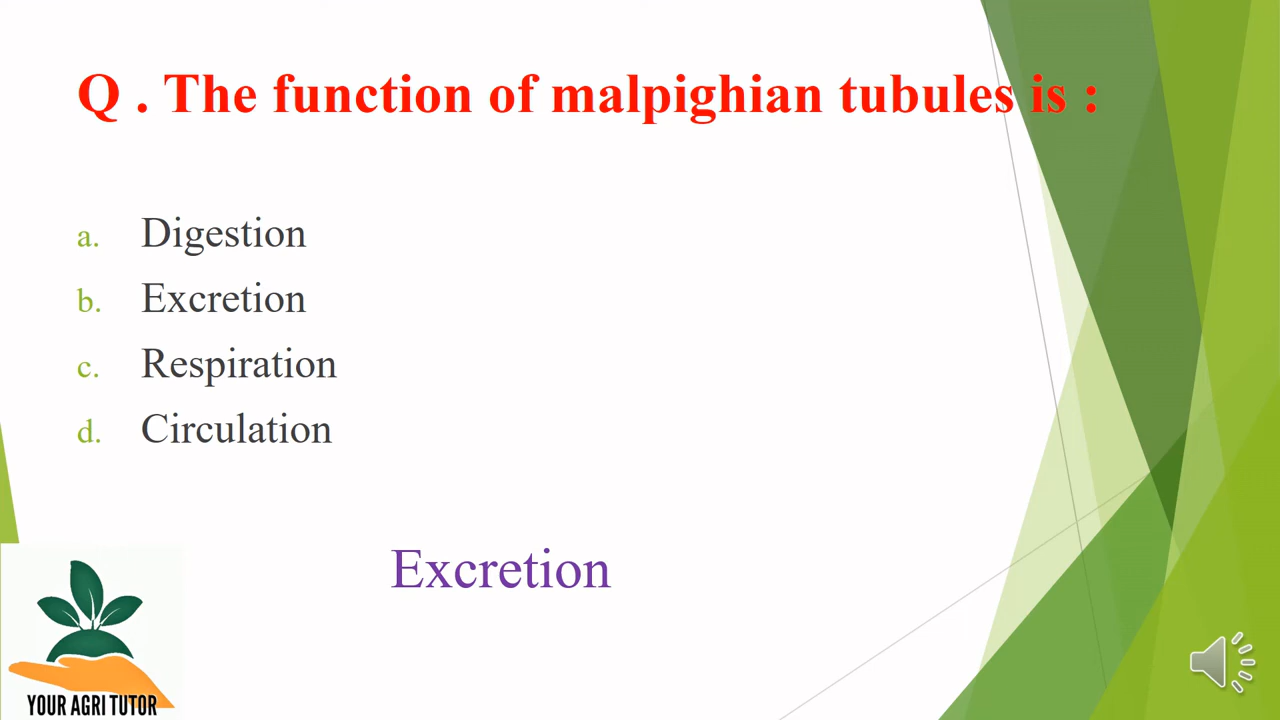 Q . The function of malpighian tubules is :
a. Digestion
b. Excretion
c. Respiration
d. Circulation
Excretion
YOUR AGRI TUTOR